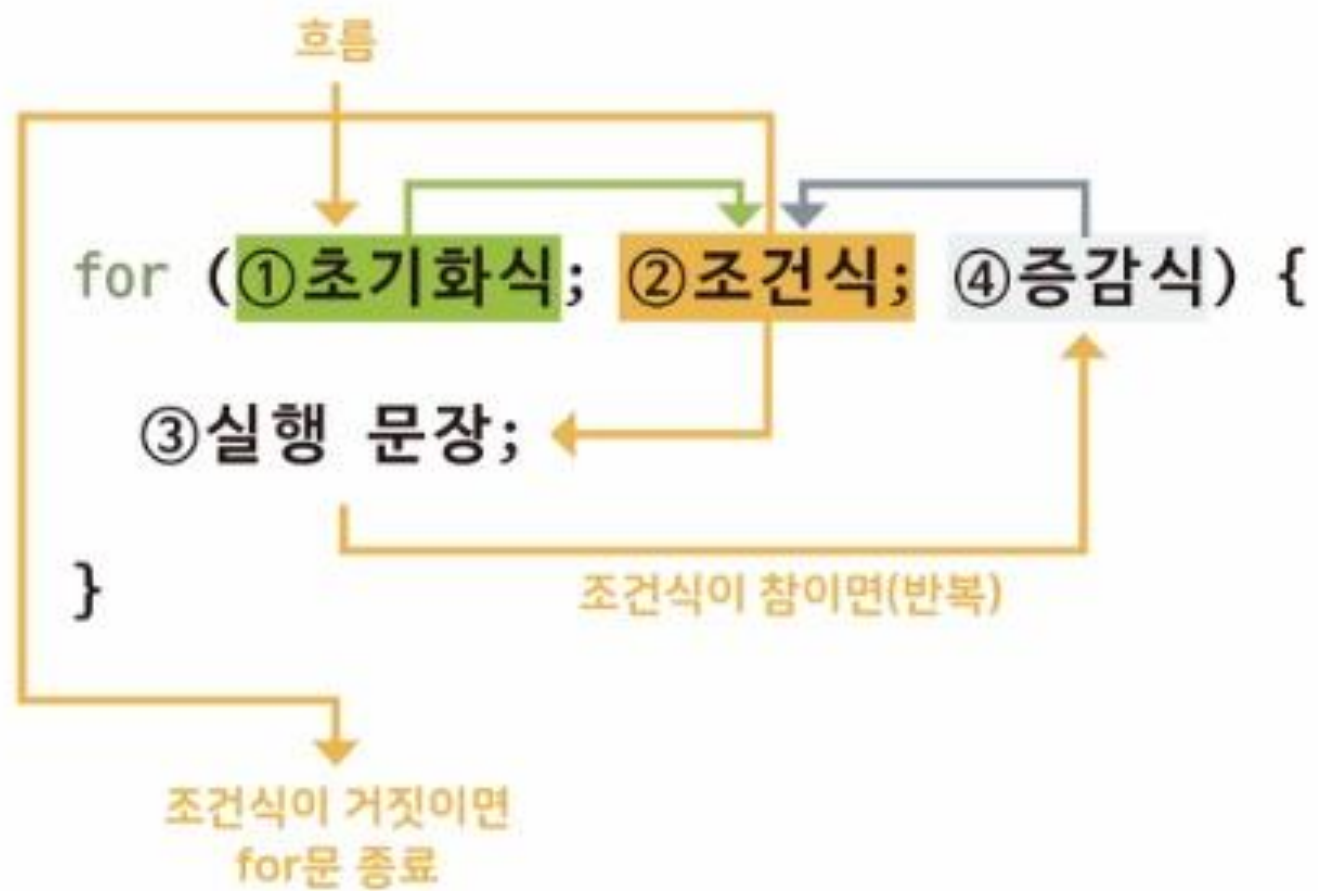 흐름
for (①초기화식; ②조건식; ④증감식) {
③실행 문장;
}
조건식이 참이면(반복)
조건식이 거짓이면
for문 종료